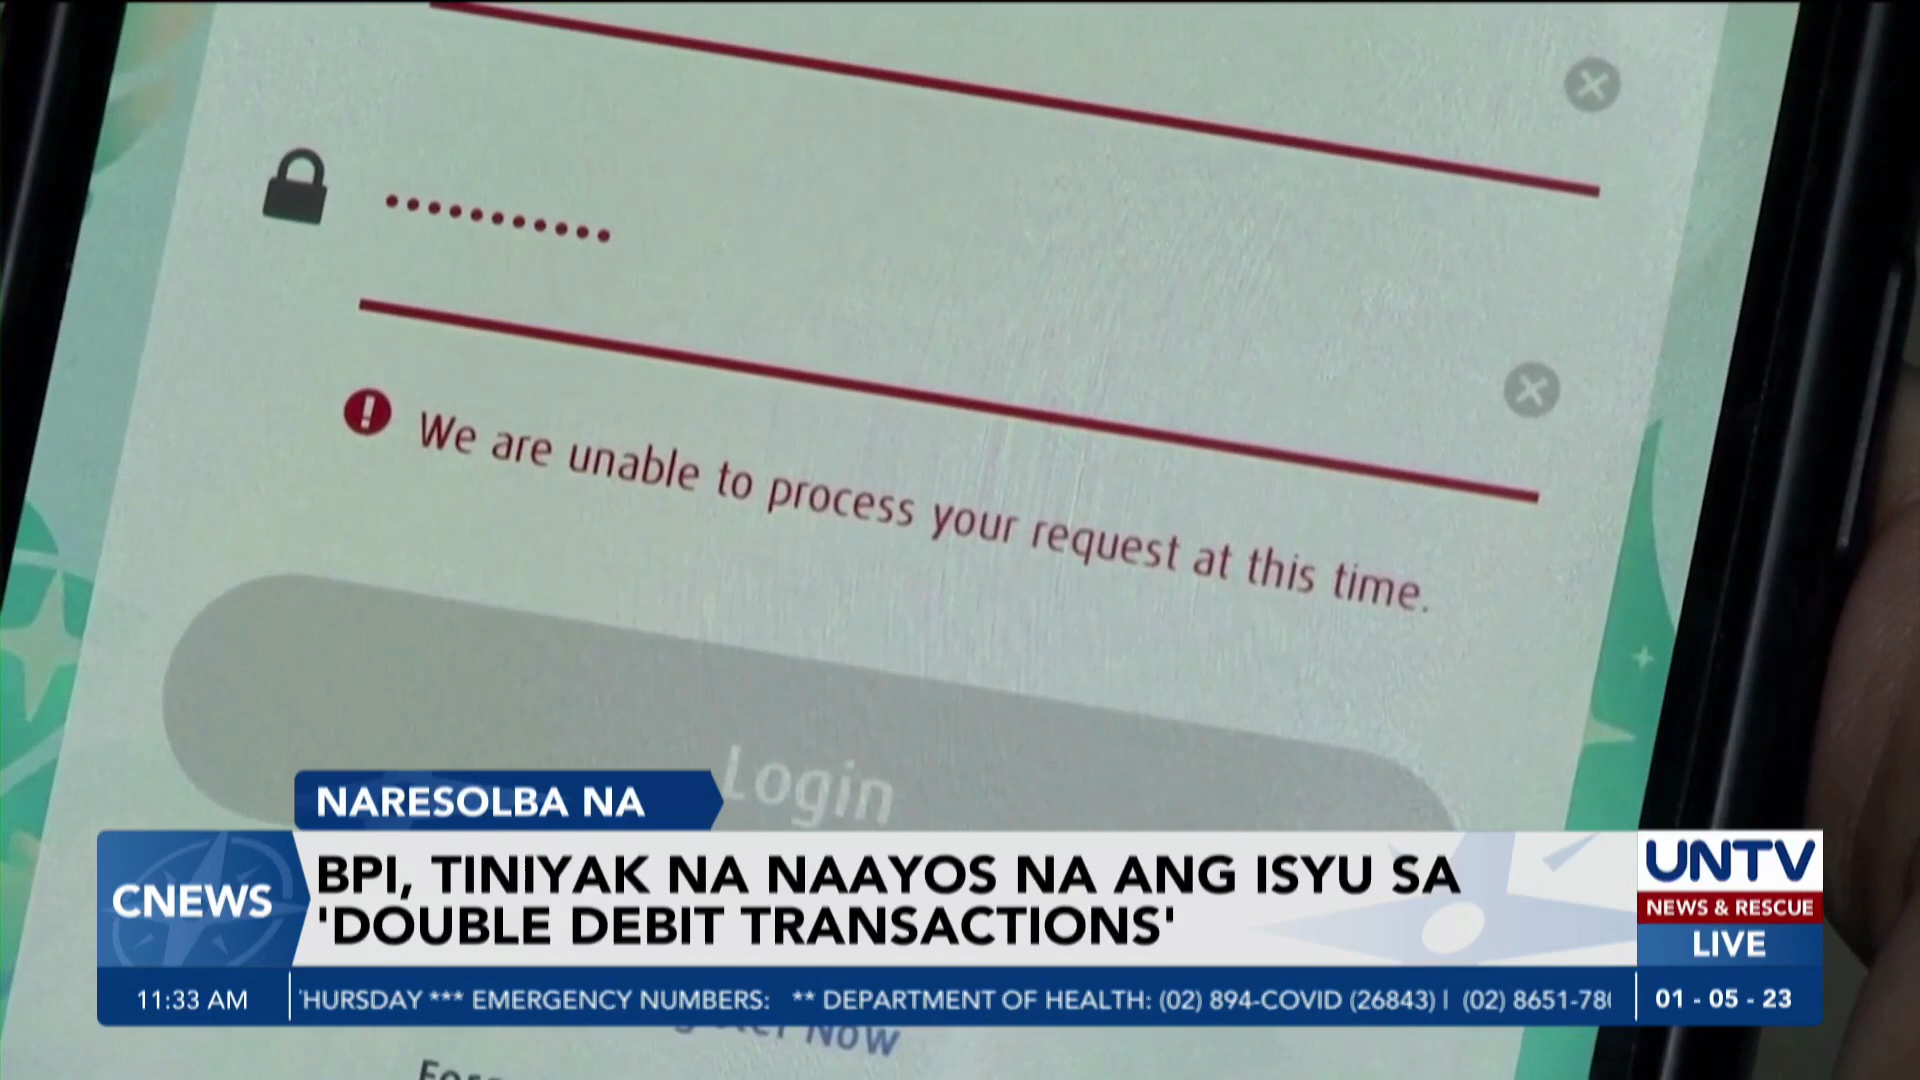 •••••••••••
We are unable to process your request at this time.
Login
NARESOLBA NA
CNEWS
BPI, TINIYAK NA NAAYOS NA ANG ISYU SA
'DOUBLE DEBIT TRANSACTIONS'
UNTV
NEWS & RESCUE
LIVE
11:33 AM
HURSDAY *** EMERGENCY NUMBERS: ** DEPARTMENT OF HEALTH: (02) 894-COVID (26843) | (02) 8651-78
01 - 05 - 23
Now